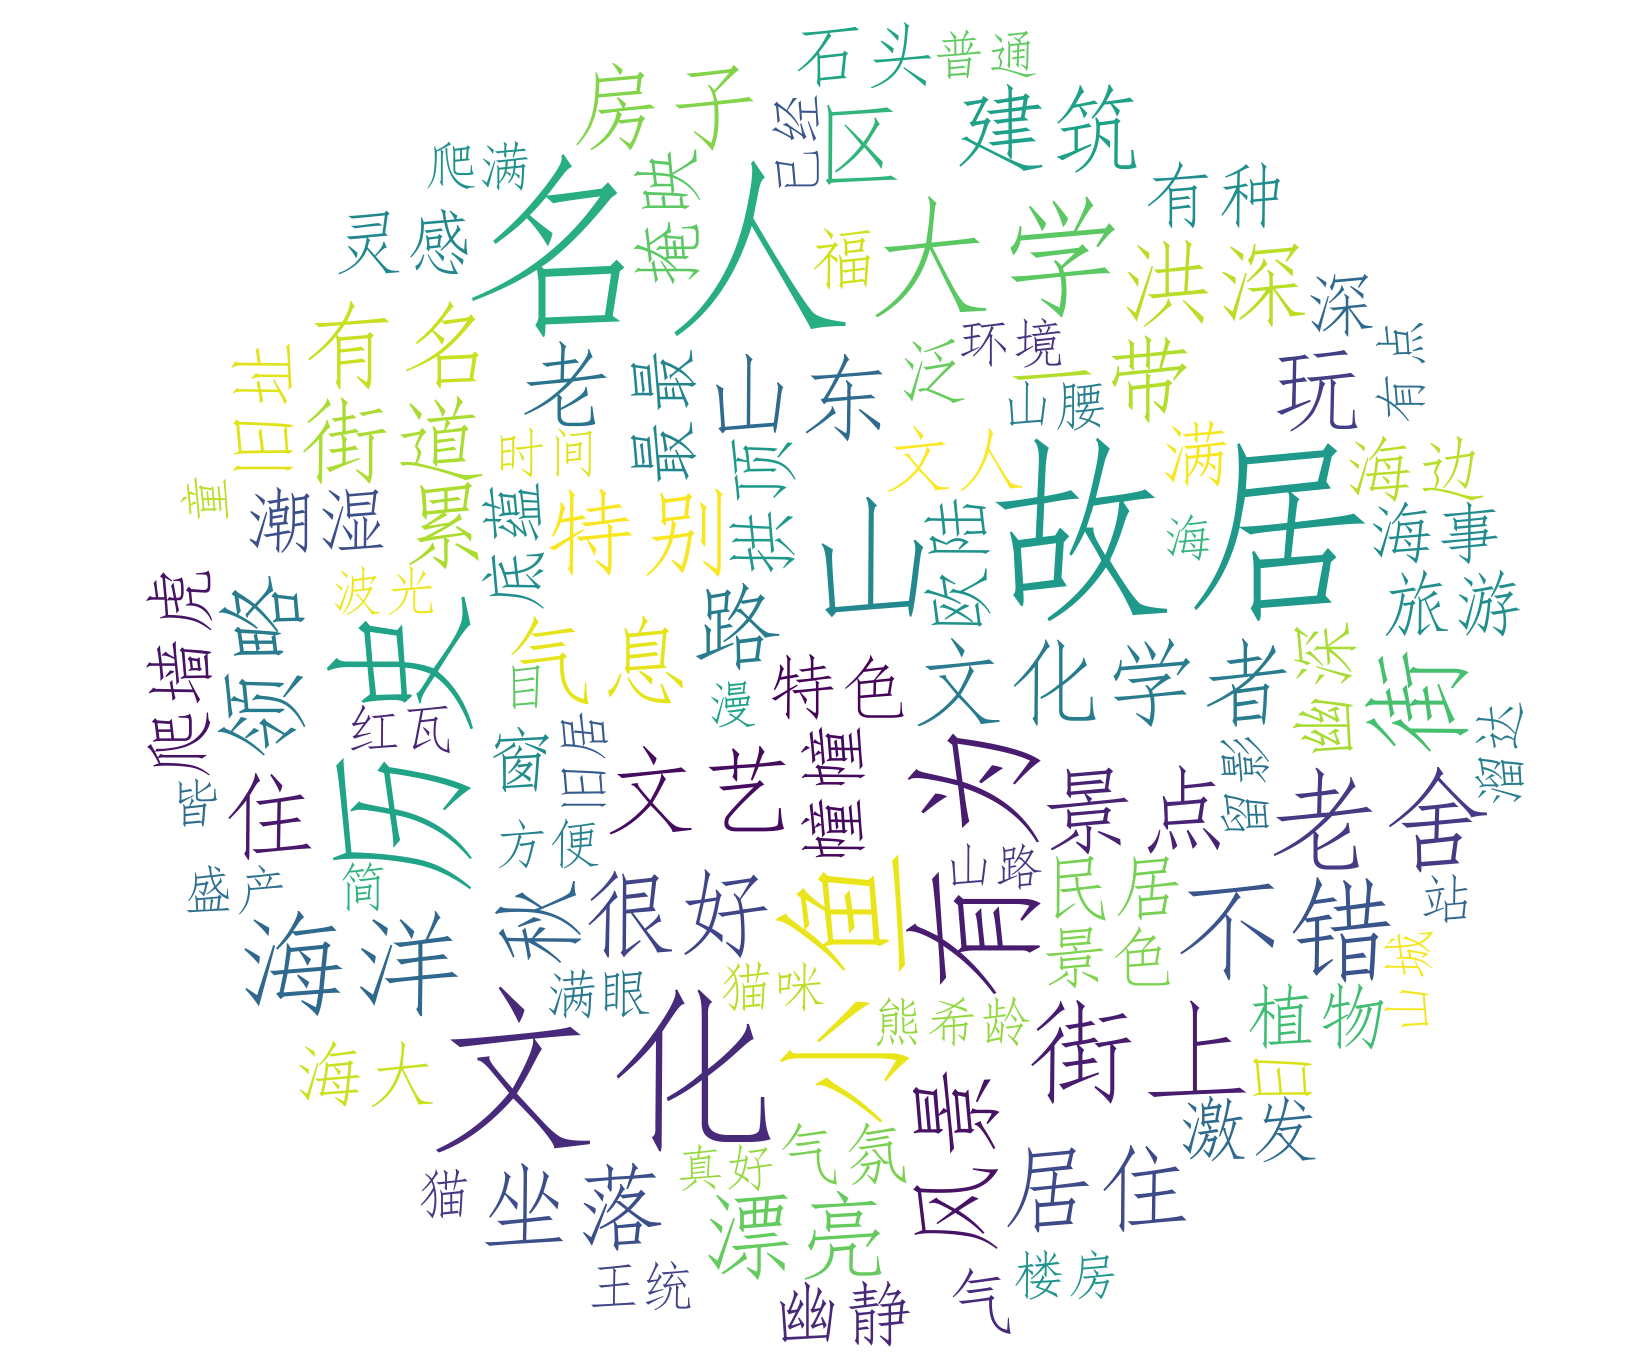 石头
普通
房子
已经
区
建筑
爬满
掩映
有种
名人
灵感
福
大学
洪深
深
有名
环境
有点
旧址
老
最最
山东
泛
一带
玩
街道
山腰
时间
文人
满
海边
童
潮湿
累
底蕴
特别
拱顶
山
欧陆
故居
海
海事
爬墙虎
领略
波光
历史
气息
路
旅游
目
漫
特色
文化学者
幽深
街
红瓦
窗
旧居
文艺
幢幢
有为
景点
留影
老舍
溜达
皆
住
方便
山路
盛产
简
秋
很好
小鱼
民居
不错
站
海洋
满眼
猫咪
景色
山城
熊希龄
植物
文化
街上
日
海大
风景
激发
真好
气氛
猫
坐落
漂亮
居住
王统
幽静
气
楼房